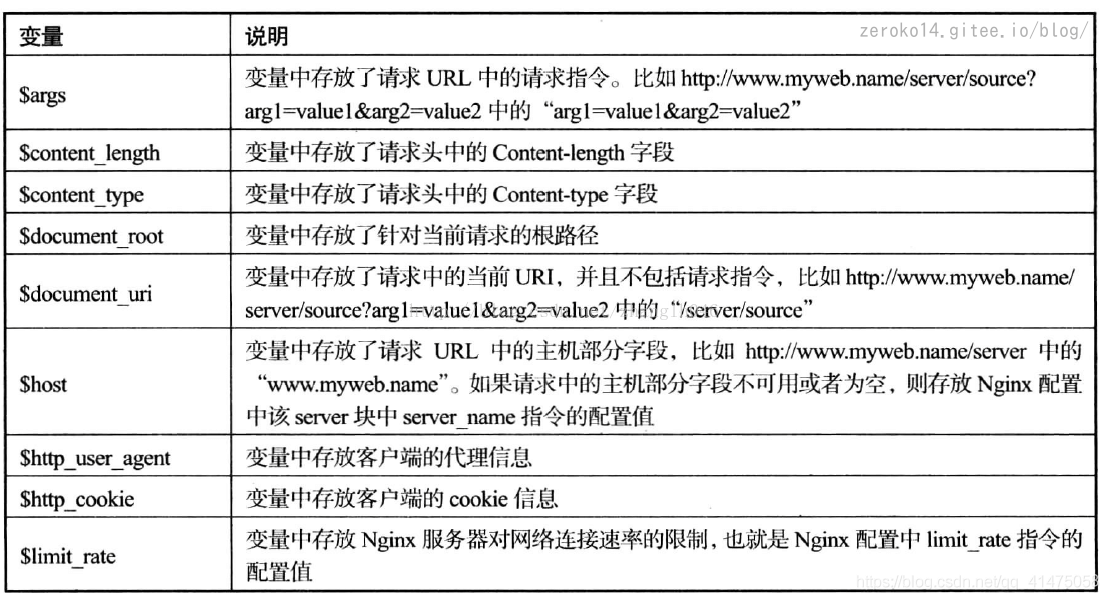 变量 说明
zeroko14.gitee.io/blog/
$args 变量中存放了请求 URL 中的请求指令。比如 http://www.myweb.name/server/source?
arg1=value1&arg2=value2 中的“arg1=value1&arg2=value2”
$content_length 变量中存放了请求头中的 Content-length 字段
$content_type 变量中存放了请求头中的 Content-type 字段
$document_root 变量中存放了针对当前请求的根路径
$document_uri 变量中存放了请求中的当前 URI，并且不包括请求指令，比如 http://www.myweb.name/
server/source?arg1=value1&arg2=value2 中的“/server/source”
$host 变量中存放了请求 URL 中的主机部分字段，比如 http://www.myweb.name/server 中的
“www.myweb.name”。如果请求中的主机部分字段不可用或者为空，则存放 Nginx 配置
中该 server 块中 server_name 指令的配置值
$http_user_agent 变量中存放客户端的代理信息
$http_cookie 变量中存放客户端的 cookie 信息
$limit_rate 变量中存放 Nginx 服务器对网络连接速率的限制，也就是 Nginx 配置中 limit_rate 指令的
配置值
https://blog.csdn.net/qq_41475058